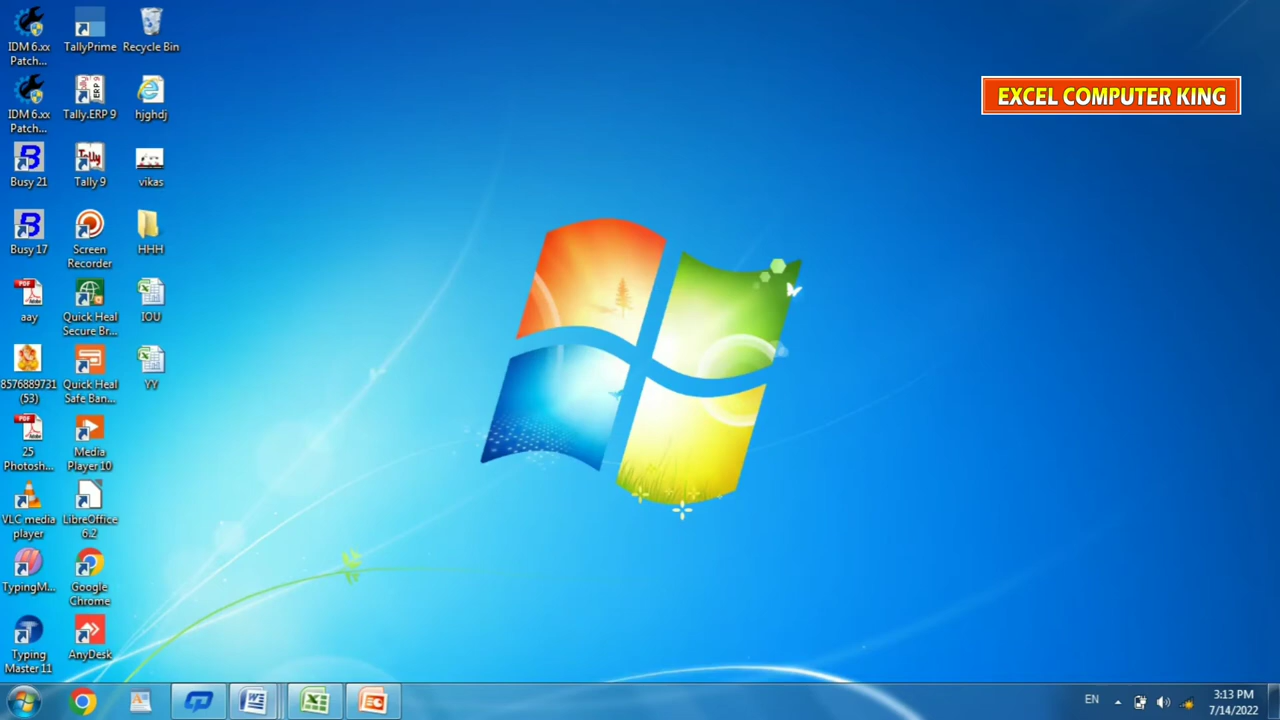 IDM 6.xx
Patch...
TallyPrime
Recycle Bin
IDM 6.xx
Patch...
Tally.ERP 9
hjghdj
Busy 21
Tally 9
vikas
Busy 17
Screen
Recorder
HHH
aay
Quick Heal
Secure Br...
IOU
8576889731
(53)
Quick Heal
Safe Ban...
YY
25
Photosh...
Media
Player 10
VLC media
player
LibreOffice
6.2
TypingM...
Google
Chrome
Typing
Master 11
AnyDesk
EXCEL COMPUTER KING
EN
3:13 PM
7/14/2022